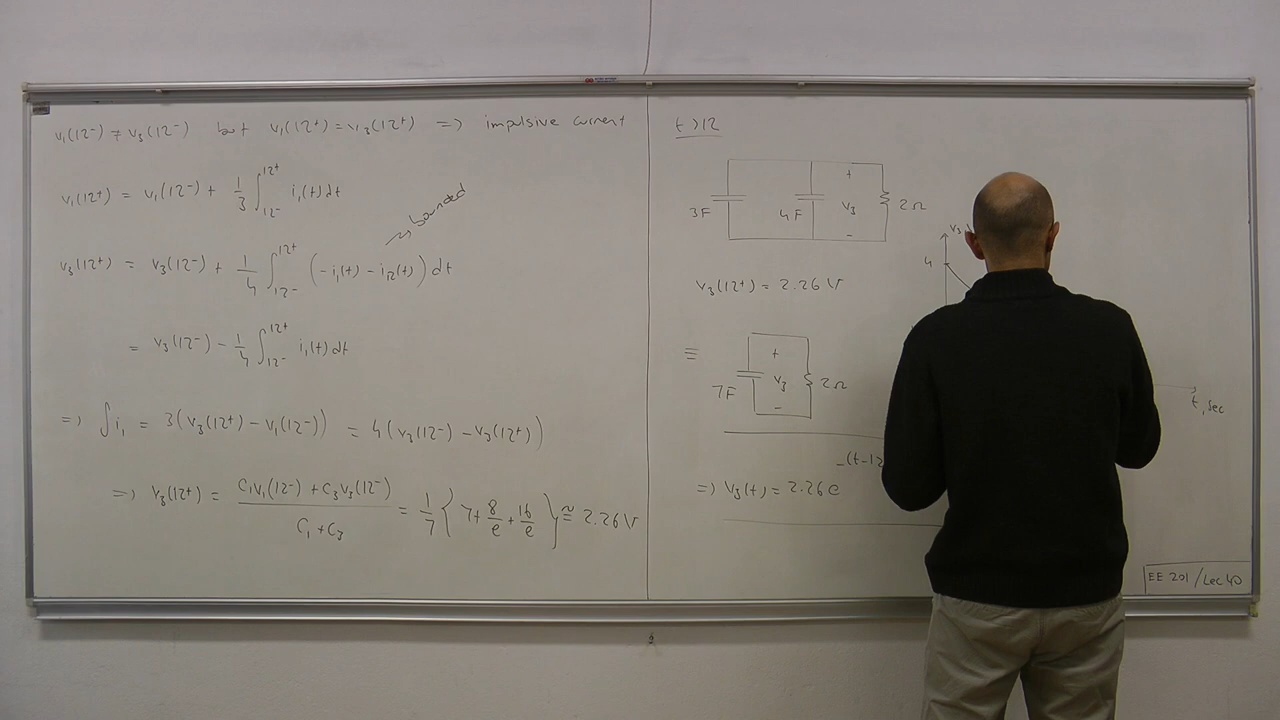 v₁(12⁻) ≠ v₃(12⁻) but v₁(12⁺) = v₃(12⁺) => impulsive current
v₁(12⁺) = v₁(12⁻) + 1/3 ∫₁₂₋¹²⁺ i₁(t) dt
bounded
v₃(12⁺) = v₃(12⁻) + 1/4 ∫₁₂₋¹²⁺ (-i₁(t) - i_R(t)) dt
= v₃(12⁻) - 1/4 ∫₁₂₋¹²⁺ i₁(t) dt
=> ∫ i₁ = 3(v₃(12⁺) - v₁(12⁻)) = 4(v₃(12⁻) - v₃(12⁺))
=> v₃(12⁺) = (C₁v₁(12⁻) + C₃v₃(12⁻)) / (C₁ + C₃) = 1/7 {7 + 8/e + 16/e} ≅ 2.26 V
t > 12
3F 4F + v₃ - 2Ω
v₃(12⁺) = 2.26 V
≡ 7F + v₃ - 2Ω
-(t-12
=> v₃(t) = 2.26 e
v₃
4
t, sec
EE 201 / Lec 40